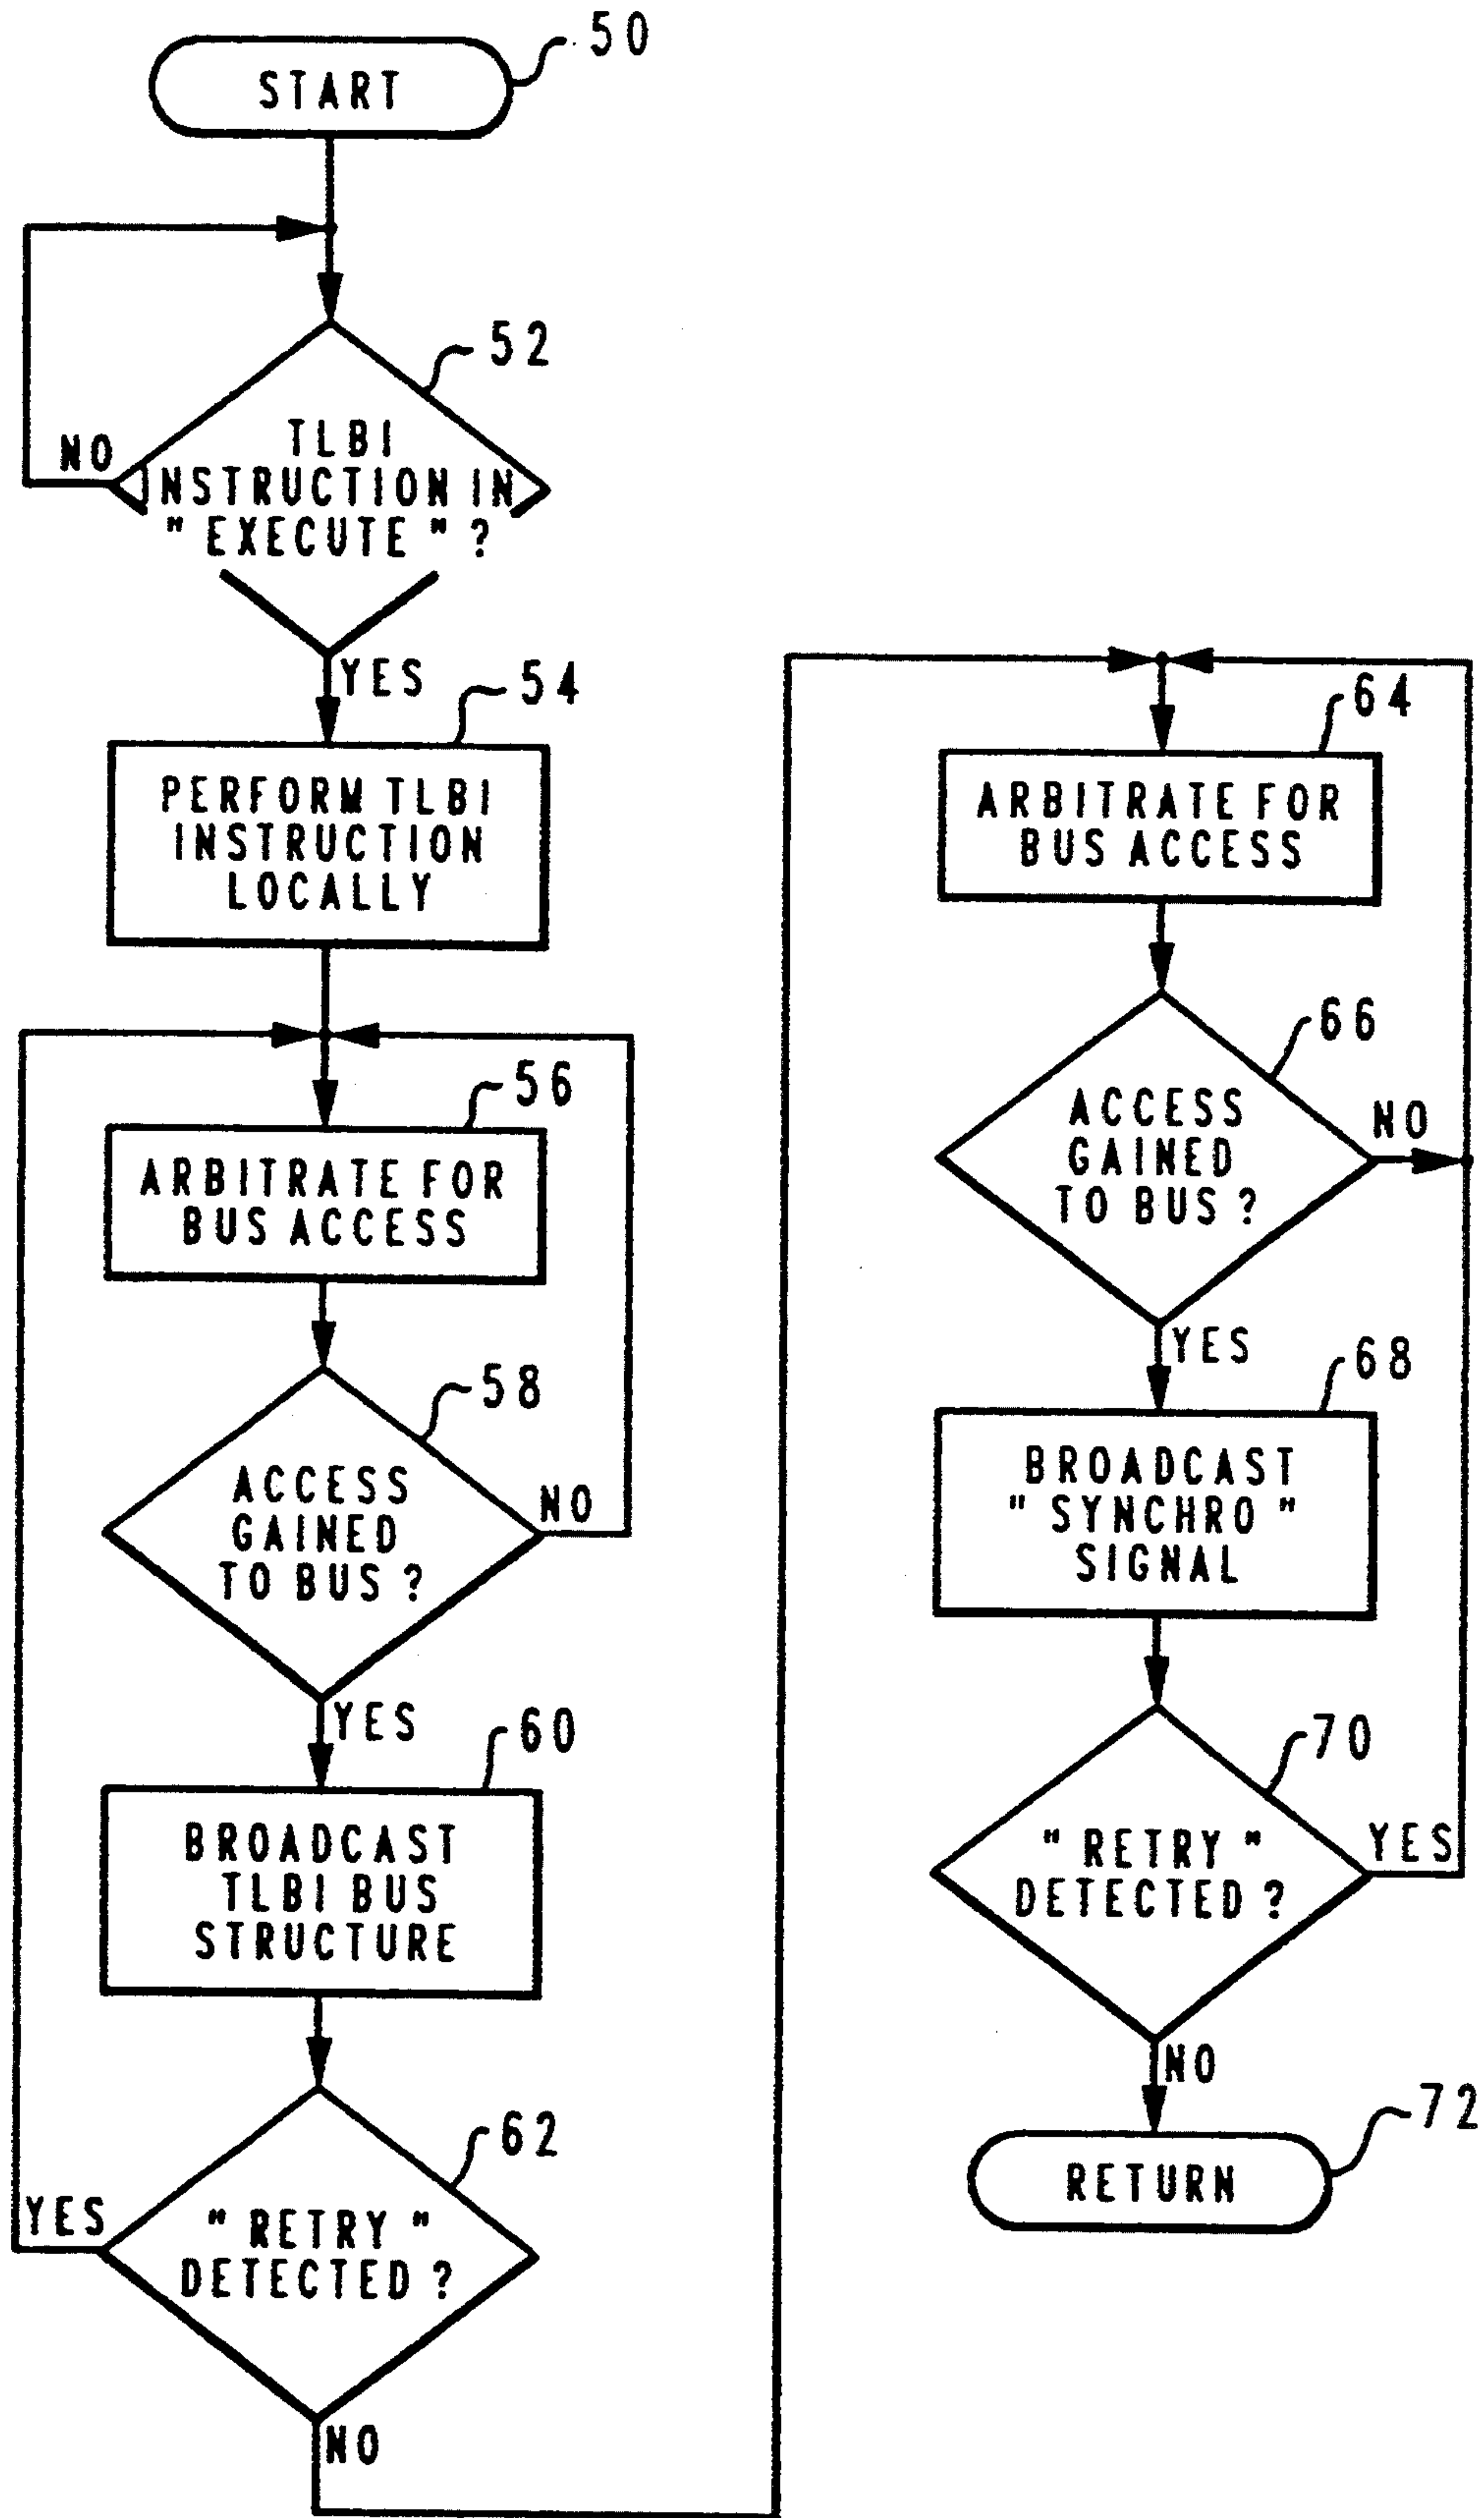 50
START
52
NO
TLBI
INSTRUCTION IN
" EXECUTE " ?
YES
54
PERFORM TLBI
INSTRUCTION
LOCALLY
56
ARBITRATE FOR
BUS ACCESS
58
ACCESS
GAINED
TO BUS ?
NO
YES
60
BROADCAST
TLBI BUS
STRUCTURE
62
YES
" RETRY "
DETECTED ?
NO
64
ARBITRATE FOR
BUS ACCESS
66
ACCESS
GAINED
TO BUS ?
NO
YES
68
BROADCAST
" SYNCHRO "
SIGNAL
70
" RETRY "
DETECTED ?
YES
NO
72
RETURN